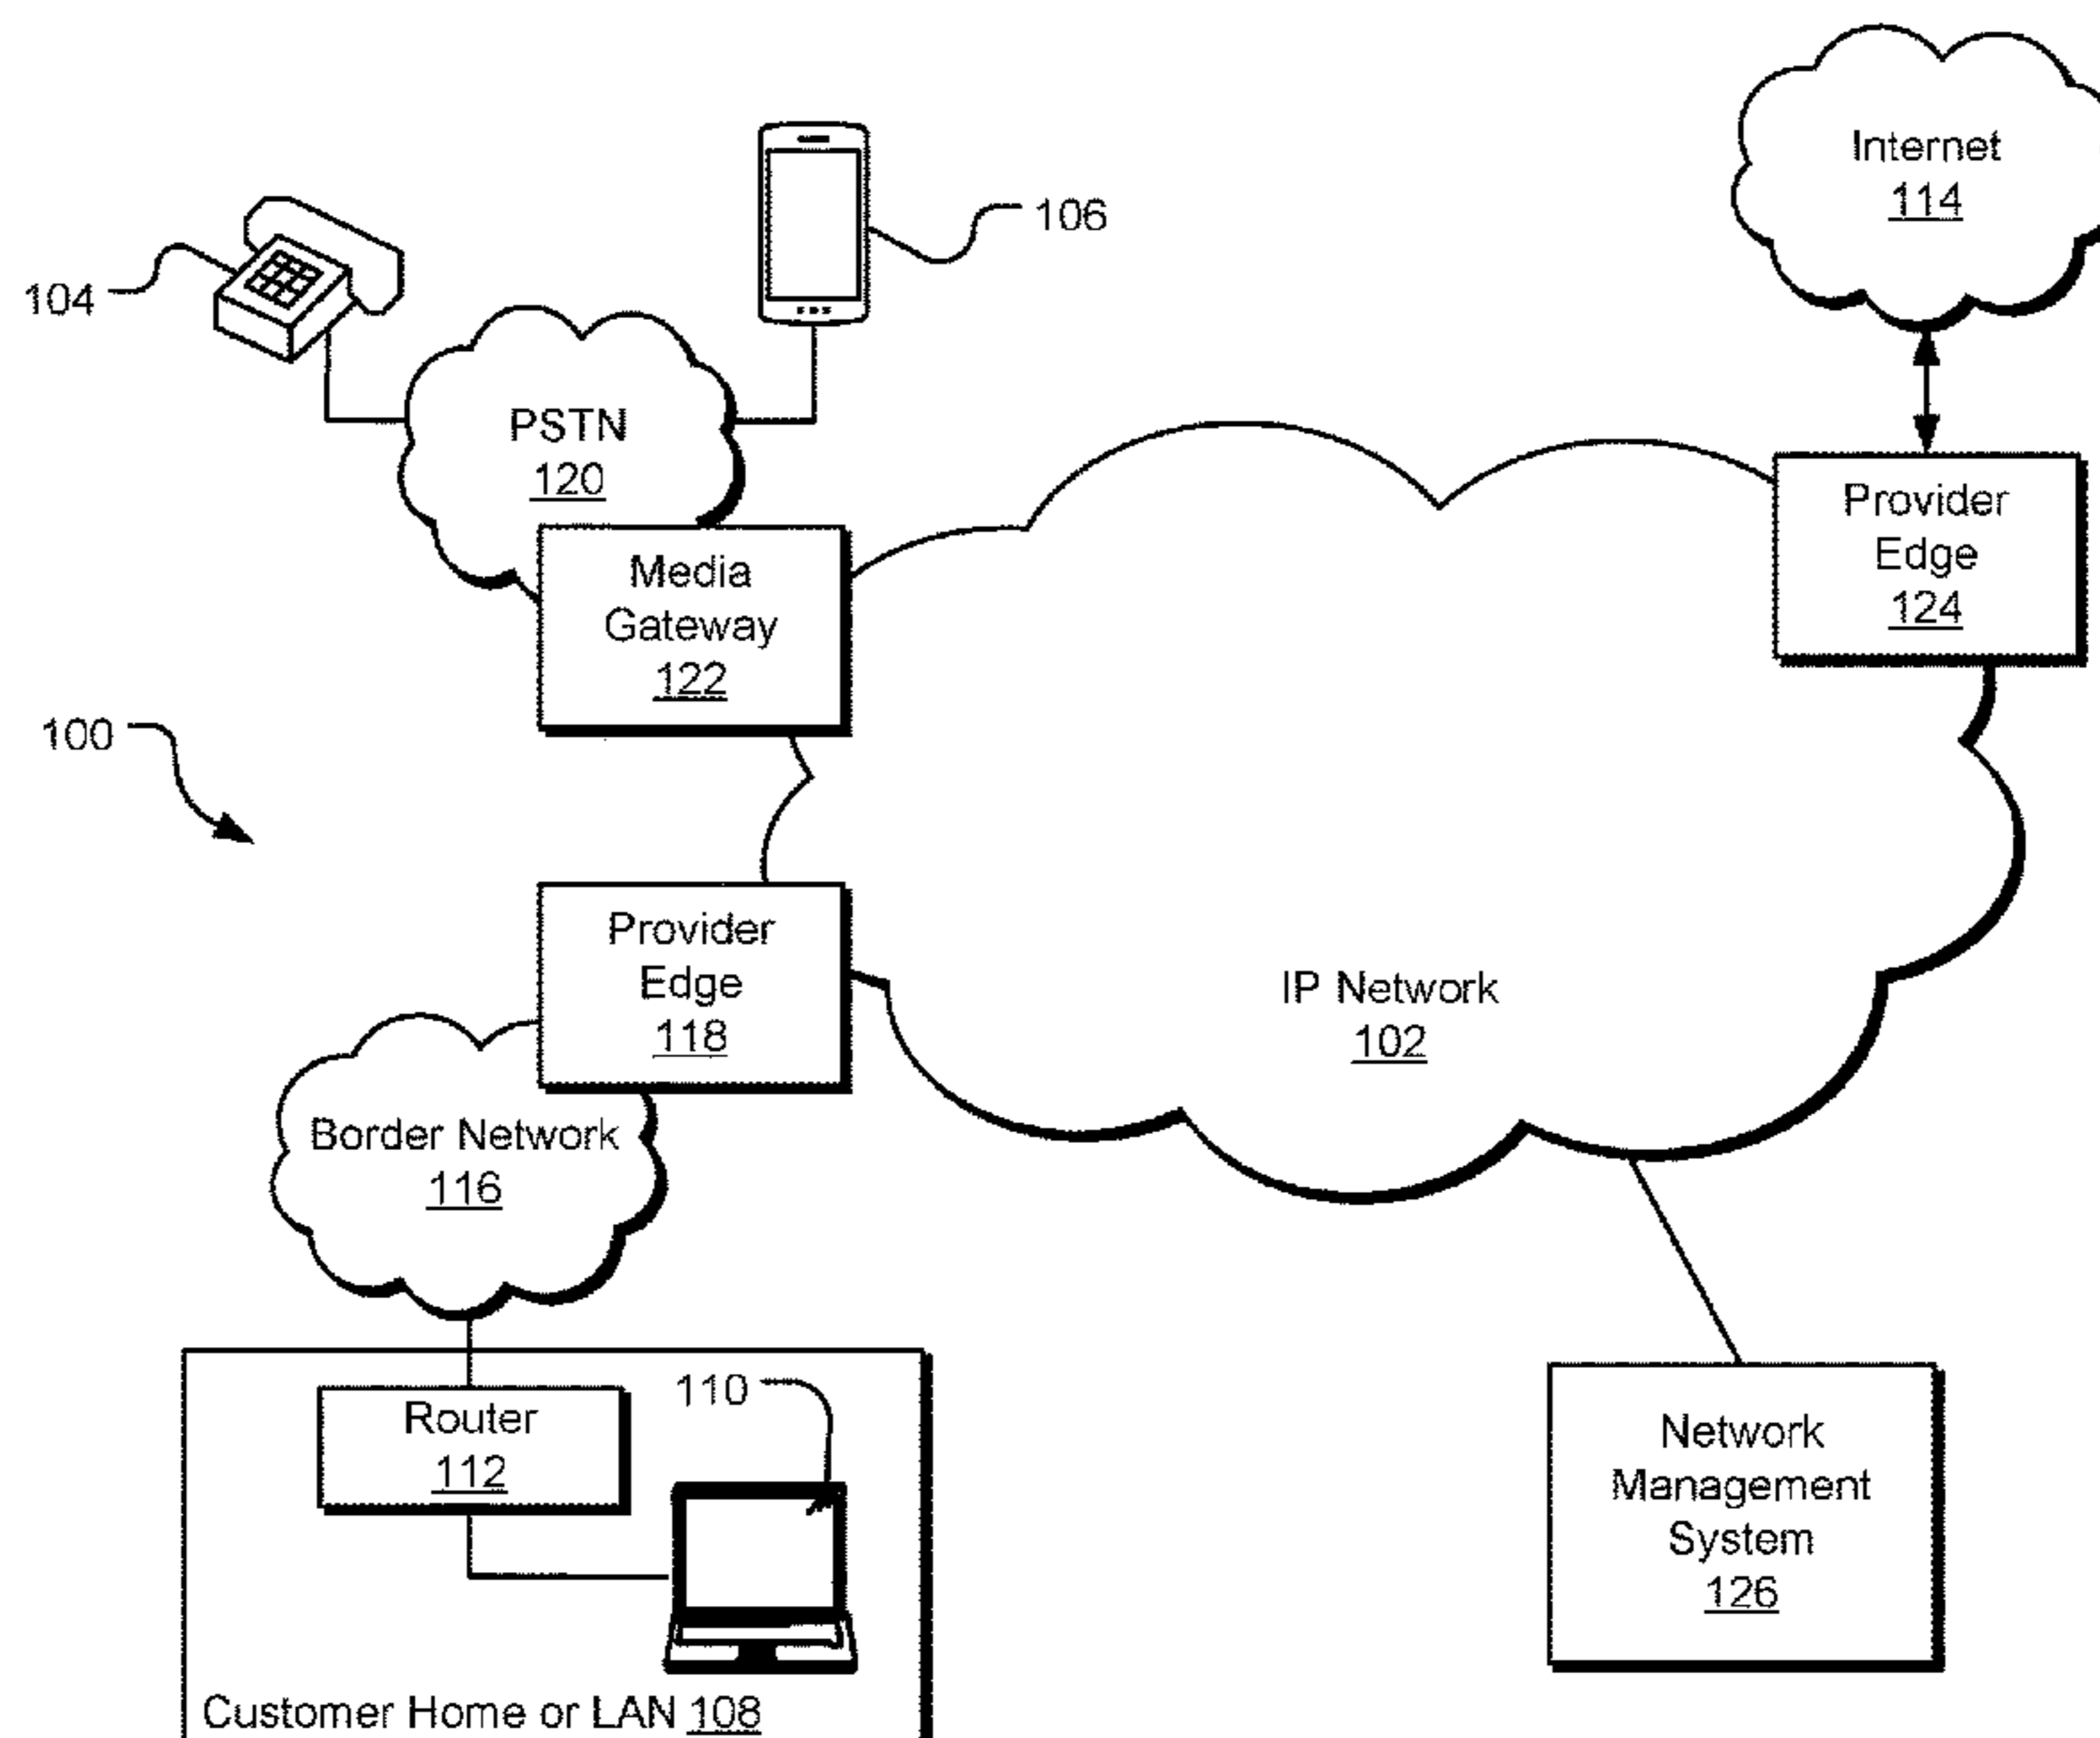 Internet
114
106
104
PSTN
120
Provider
Edge
124
Media
Gateway
122
100
Provider
Edge
118
IP Network
102
Border Network
116
110
Router
112
Network
Management
System
126
Customer Home or LAN 108